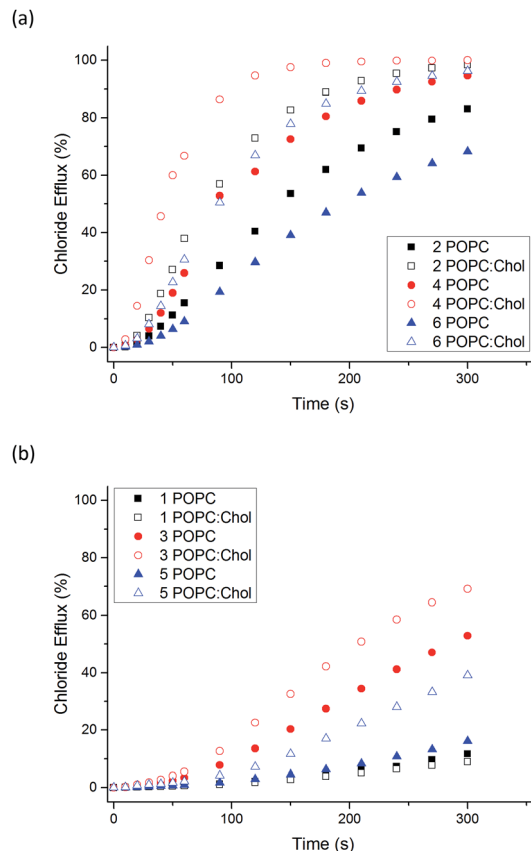 (a)
100
80
60
40
20
0
Chloride Efflux (%)
2 POPC
2 POPC:Chol
4 POPC
4 POPC:Chol
6 POPC
6 POPC:Chol
0 100 200 300
Time (s)
(b)
100
80
60
40
20
0
Chloride Efflux (%)
1 POPC
1 POPC:Chol
3 POPC
3 POPC:Chol
5 POPC
5 POPC:Chol
0 100 200 300
Time (s)